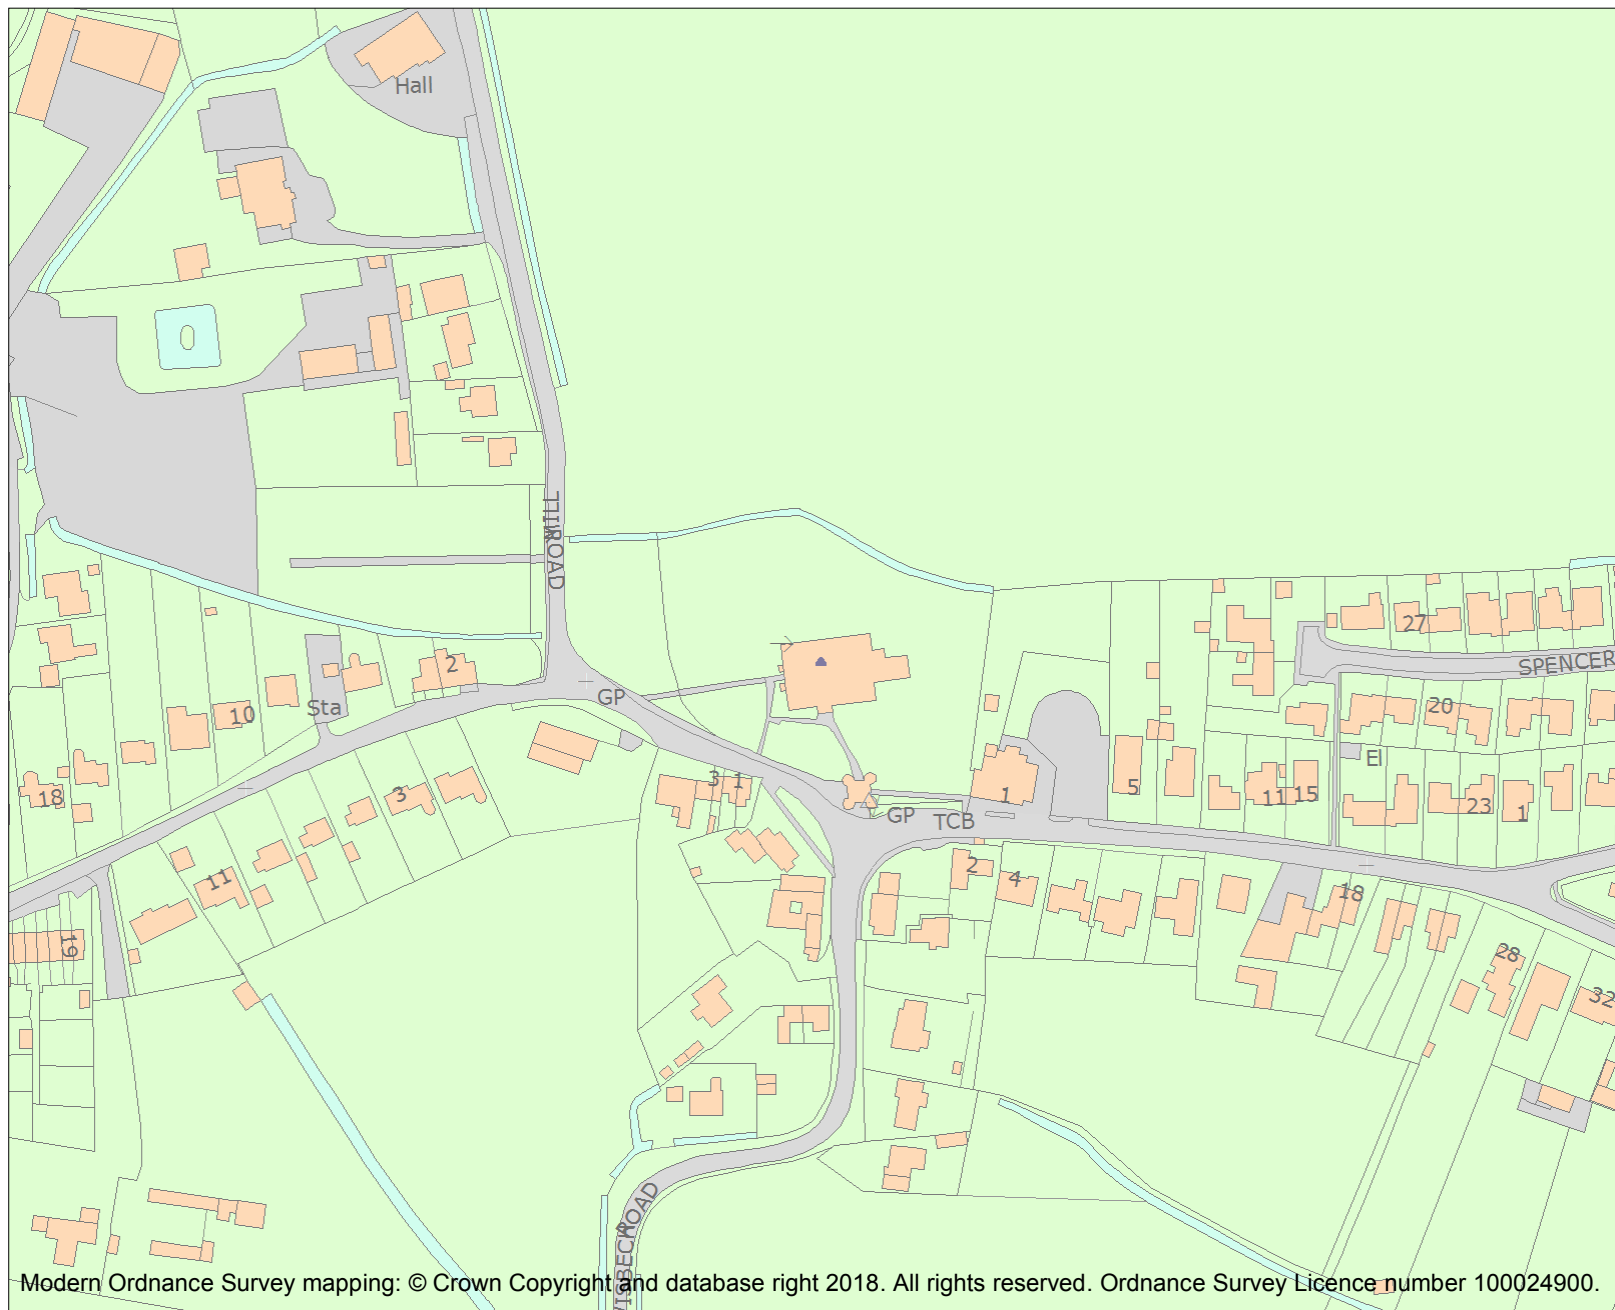 Hall
MILL
ROAD
27
SPENCER
2
GP
20
10
Sta
El
3
1
5
1
11
15
18
3
23
1
GP
TCB
2
4
11
18
19
28
32
ROAD
WISBECH
Modern Ordnance Survey mapping: © Crown Copyright and database right 2018. All rights reserved. Ordnance Survey Licence number 100024900.